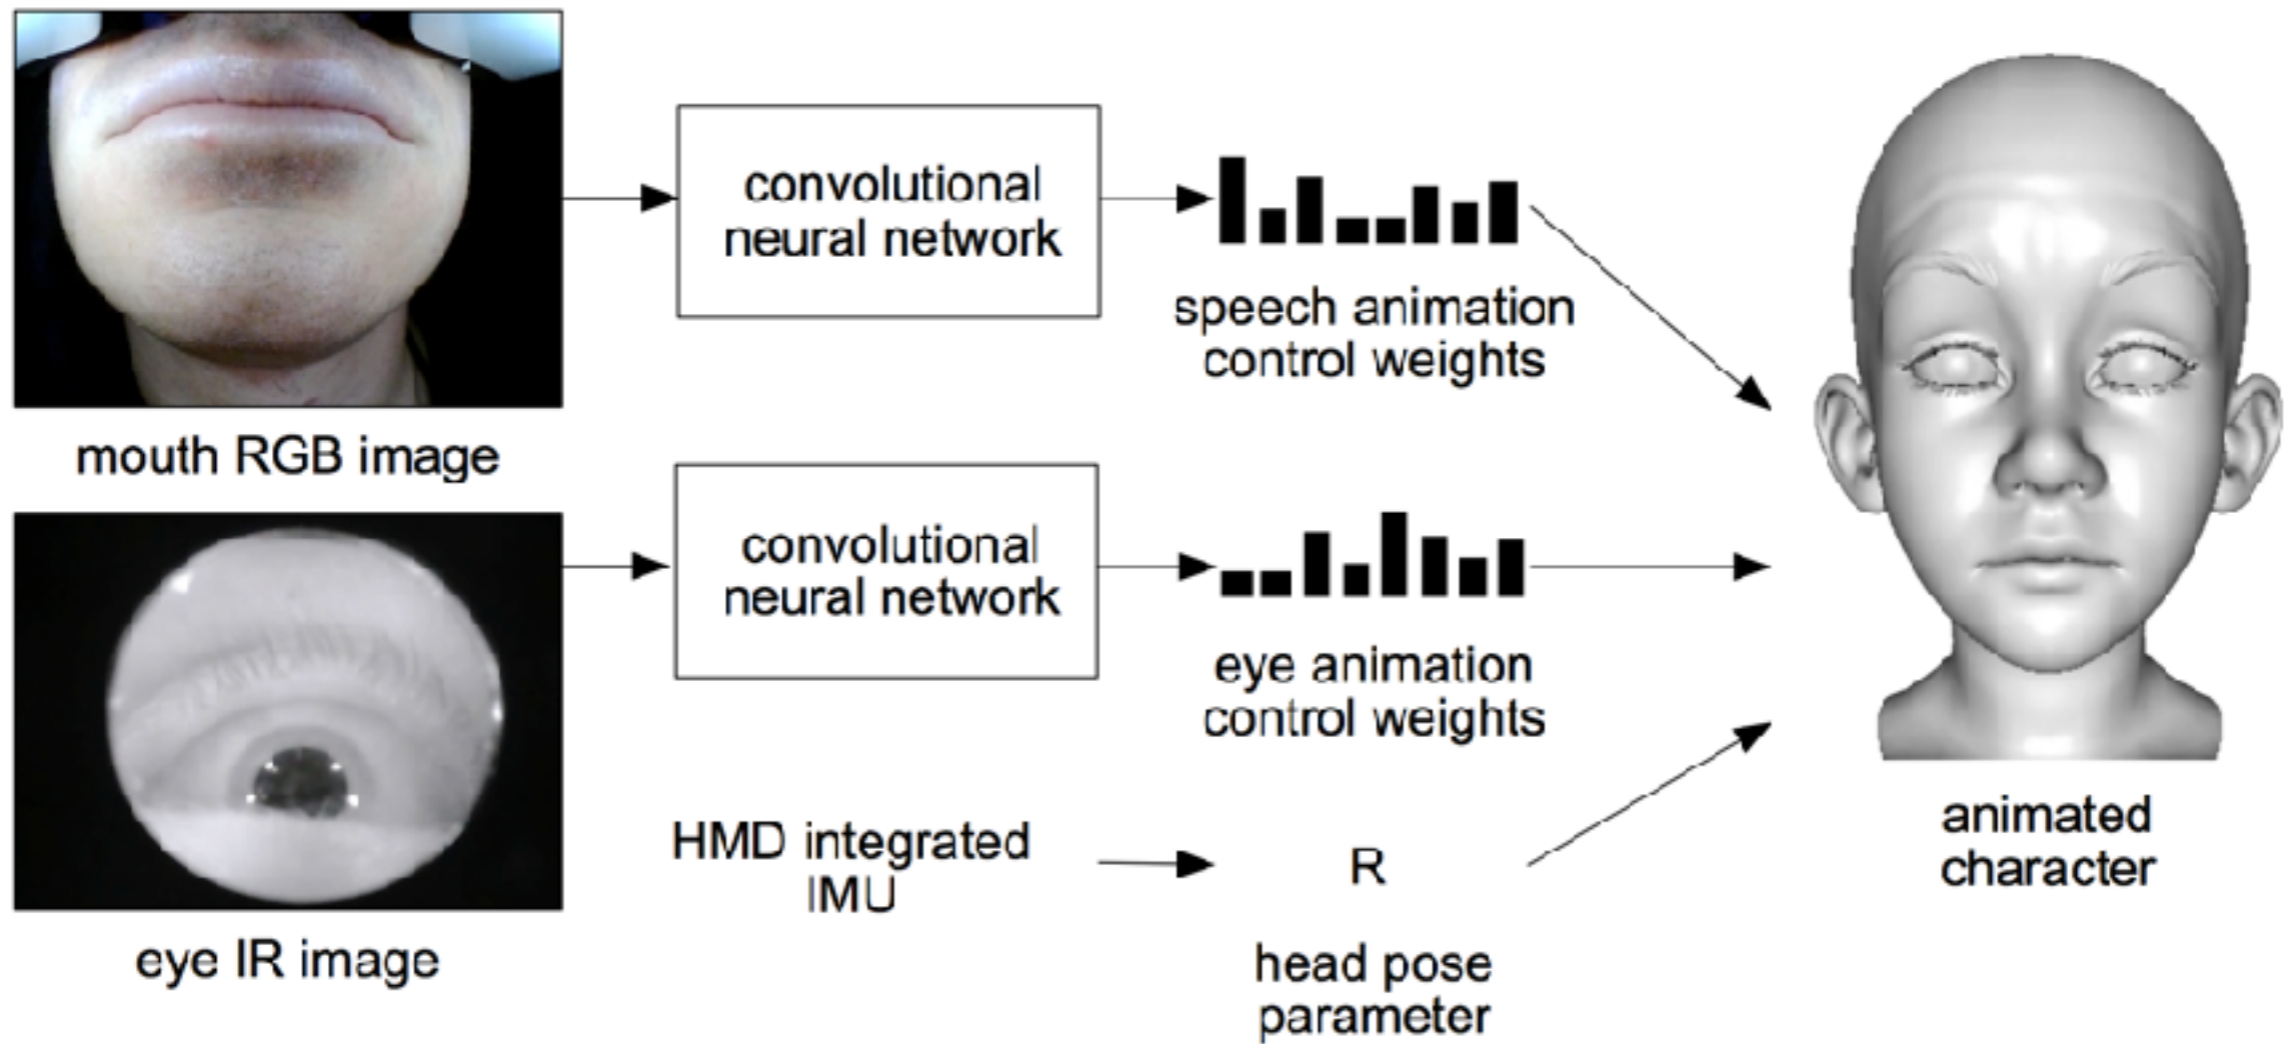 convolutional
neural network
speech animation
control weights
mouth RGB image
convolutional
neural network
eye animation
control weights
HMD integrated
IMU
R
animated
character
eye IR image
head pose
parameter